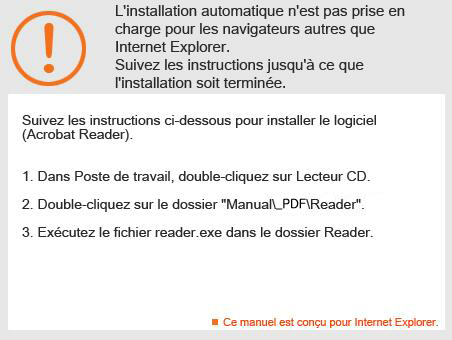 L'installation automatique n'est pas prise en
charge pour les navigateurs autres que
Internet Explorer.
Suivez les instructions jusqu'à ce que
l'installation soit terminée.
Suivez les instructions ci-dessous pour installer le logiciel
(Acrobat Reader).
1. Dans Poste de travail, double-cliquez sur Lecteur CD.
2. Double-cliquez sur le dossier "Manual\_PDF\Reader".
3. Exécutez le fichier reader.exe dans le dossier Reader.
Ce manuel est conçu pour Internet Explorer.